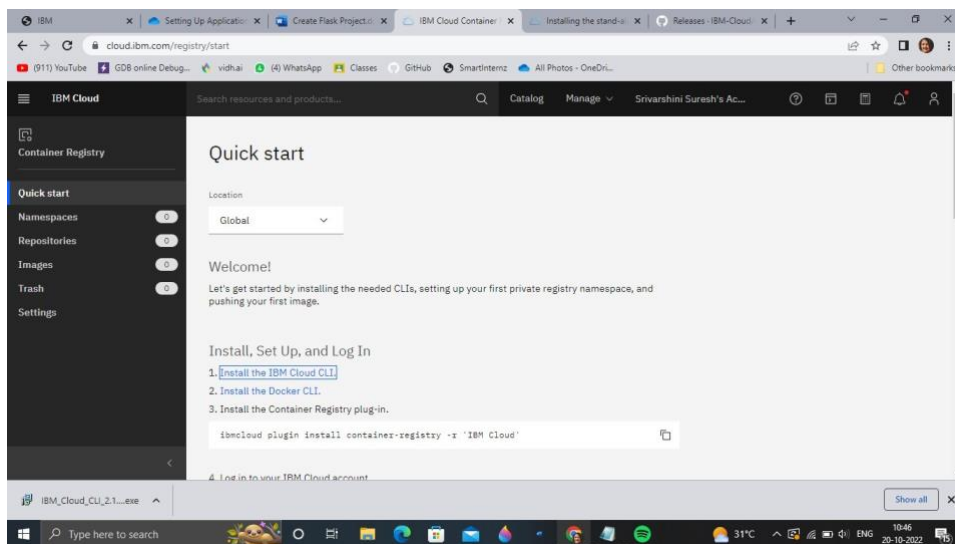 IBM
Setting Up Applicatio
Create Flask Project.d
IBM Cloud Container
Installing the stand-al
Releases · IBM-Cloud
cloud.ibm.com/registry/start
(911) YouTube
GDB online Debug...
vidh.ai
(4) WhatsApp
Classes
GitHub
SmartInternz
All Photos - OneDri...
Other bookmarks
IBM Cloud
Search resources and products...
Catalog
Manage
Srivarshini Suresh's Ac...
Container Registry
Quick start
Namespaces 0
Repositories 0
Images 0
Trash 0
Settings
Quick start
Location
Global
Welcome!
Let's get started by installing the needed CLIs, setting up your first private registry namespace, and
pushing your first image.
Install, Set Up, and Log In
1. Install the IBM Cloud CLI.
2. Install the Docker CLI.
3. Install the Container Registry plug-in.
ibmcloud plugin install container-registry -r 'IBM Cloud'
4. Log in to your IBM Cloud account
IBM_Cloud_CLI_2.1....exe
Show all
Type here to search
31°C
ENG
10:46
20-10-2022